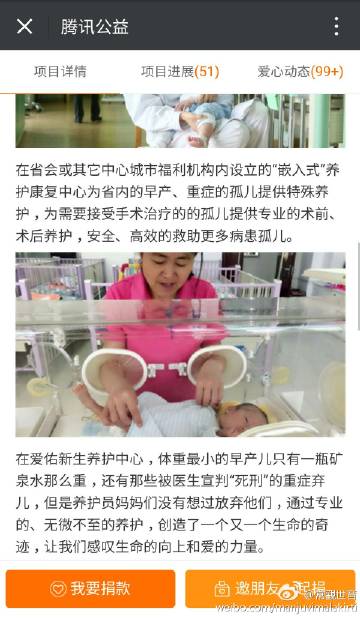 腾讯公益
项目详情 项目进展(51) 爱心动态(99+)
在省会或其它中心城市福利机构内设立的“嵌入式”养
护康复中心为省内的早产、重症的孤儿提供特殊养
护，为需要接受手术治疗的的孤儿提供专业的术前、
术后养护，安全、高效的救助更多病患孤儿。
在爱佑新生养护中心，体重最小的早产儿只有一瓶矿
泉水那么重，还有那些被医生宣判“死刑”的重症弃
儿，但是养护员妈妈们没有想过放弃他们，通过专业
的、无微不至的养护，创造了一个又一个生命的奇
迹，让我们感叹生命的向上和爱的力量。
我要捐款 邀朋友一起捐
weibo.com/manjuvimalakirti